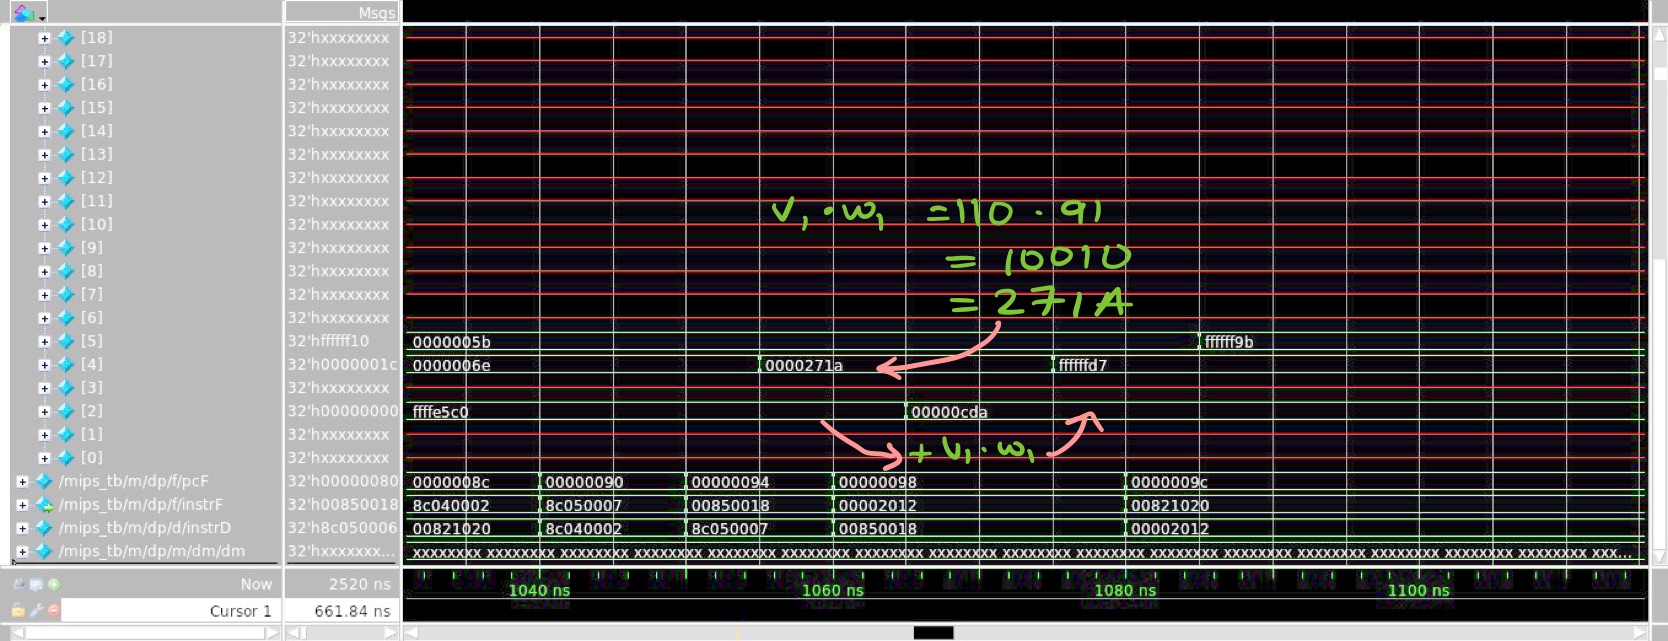 Msgs
[18] 32'hxxxxxxxx
[17] 32'hxxxxxxxx
[16] 32'hxxxxxxxx
[15] 32'hxxxxxxxx
[14] 32'hxxxxxxxx
[13] 32'hxxxxxxxx
[12] 32'hxxxxxxxx
[11] 32'hxxxxxxxx
v₁·w₁ = 110 · 91
[10] 32'hxxxxxxxx
[9] 32'hxxxxxxxx
= 10010
[8] 32'hxxxxxxxx
[7] 32'hxxxxxxxx
= 271A
[6] 32'hxxxxxxxx
[5] 32'hffffff10 0000005b ffffff9b
[4] 32'h0000001c 0000006e 0000271a ffffffd7
[3] 32'hxxxxxxxx
[2] 32'h00000000 ffffe5c0 00000cda
[1] 32'hxxxxxxxx
+ v₁·w₁
[0] 32'hxxxxxxxx
/mips_tb/m/dp/f/pcF 32'h00000080 0000008c 00000090 00000094 00000098 0000009c
/mips_tb/m/dp/f/instrF 32'h00850018 8c040002 8c050007 00850018 00002012 00821020
/mips_tb/m/dp/d/instrD 32'h8c050006 00821020 8c040002 8c050007 00850018 00002012
/mips_tb/m/dp/m/dm/dm 32'hxxxxxxx... xxxxxxxx xxxxxxxx xxxxxxxx xxxxxxxx xxxxxxxx xxxxxxxx xxxxxxxx xxxxxxxx xxxxxxxx xxxxxxxx xxxxxxxx xxxxxxxx xxxxxxxx xxxxxxxx xxxxxxxx xxxxxxxx xxx...
Now 2520 ns 1040 ns 1060 ns 1080 ns 1100 ns
Cursor 1 661.84 ns